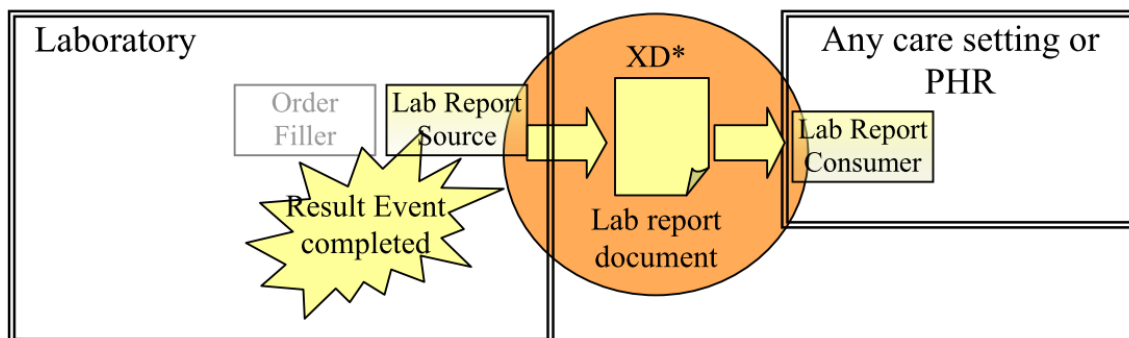 Laboratory
Order
Filler
Lab Report
Source
Result Event
completed
XD*
Lab report
document
Any care setting or
PHR
Lab Report
Consumer